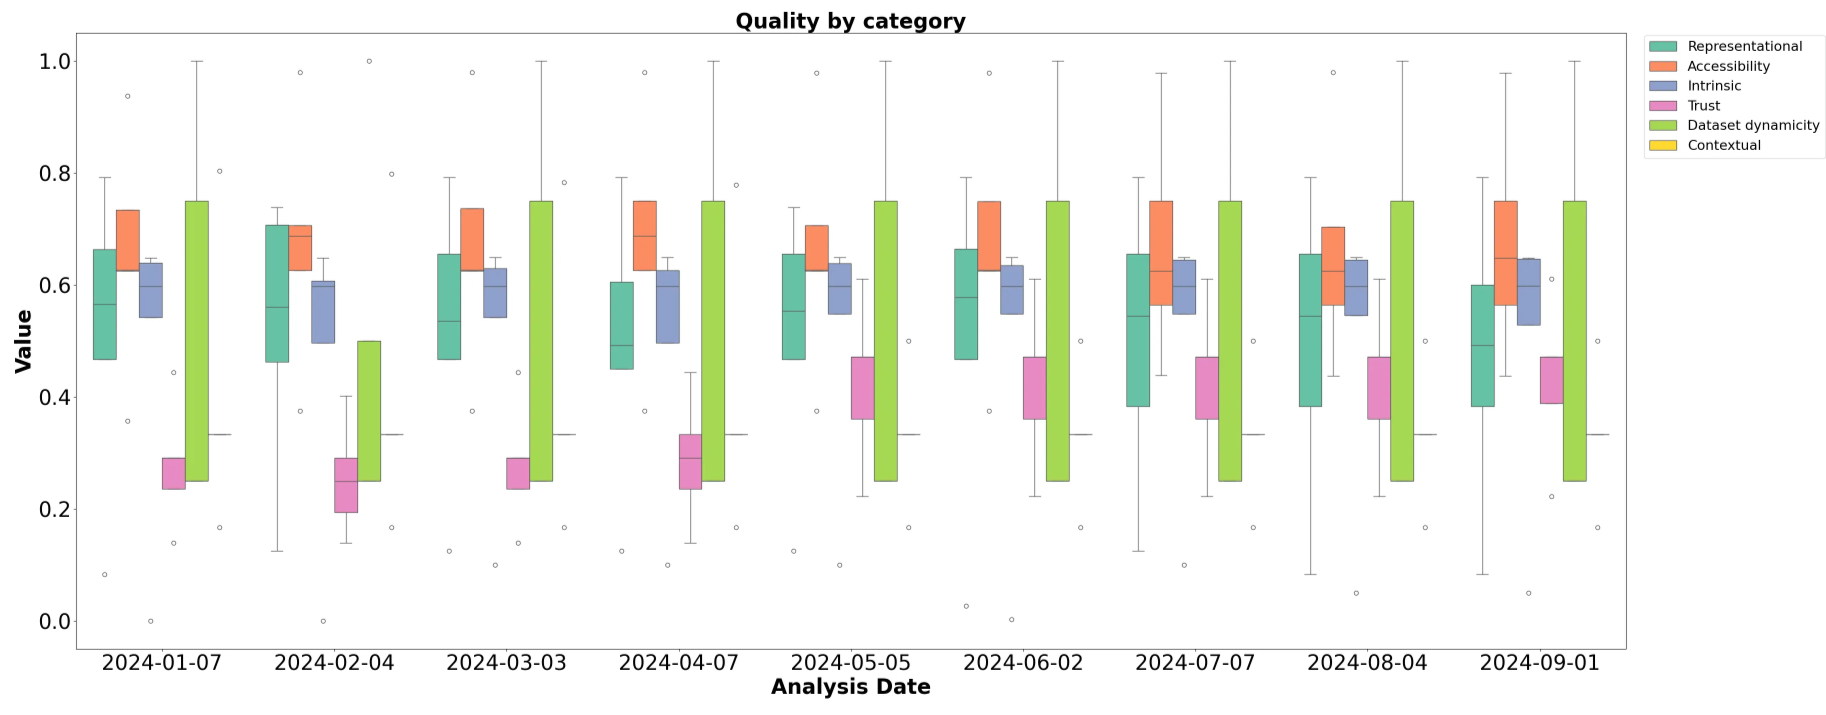 Quality by category
1.0
0.8
0.6
0.4
0.2
0.0
Value
2024-01-07
2024-02-04
2024-03-03
2024-04-07
2024-05-05
2024-06-02
2024-07-07
2024-08-04
2024-09-01
Analysis Date
Representational
Accessibility
Intrinsic
Trust
Dataset dynamicity
Contextual